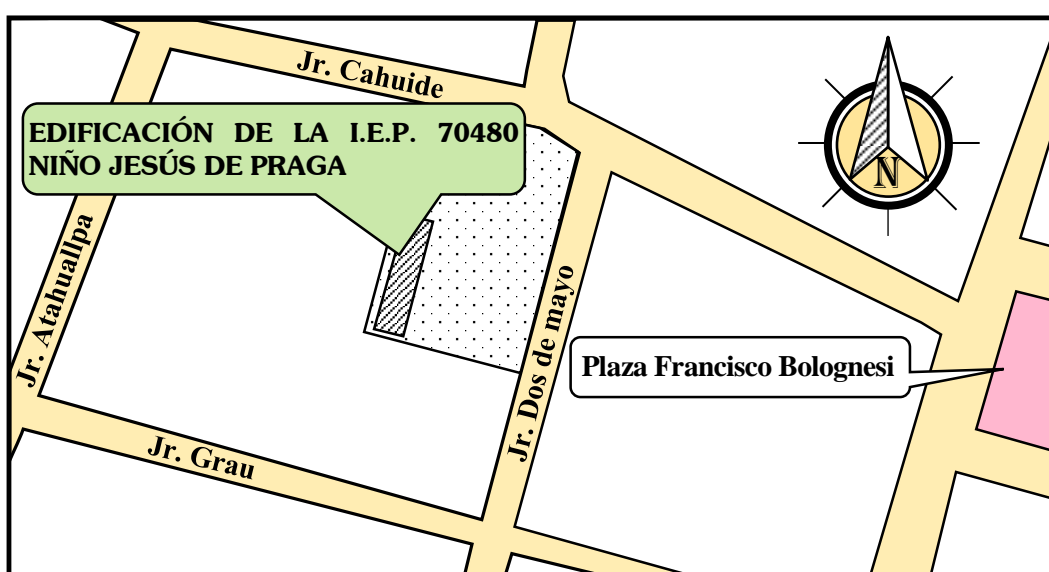 Jr. Cahuide
EDIFICACIÓN DE LA I.E.P. 70480
NIÑO JESÚS DE PRAGA
N
Jr. Atahuallpa
Jr. Dos de mayo
Plaza Francisco Bolognesi
Jr. Grau